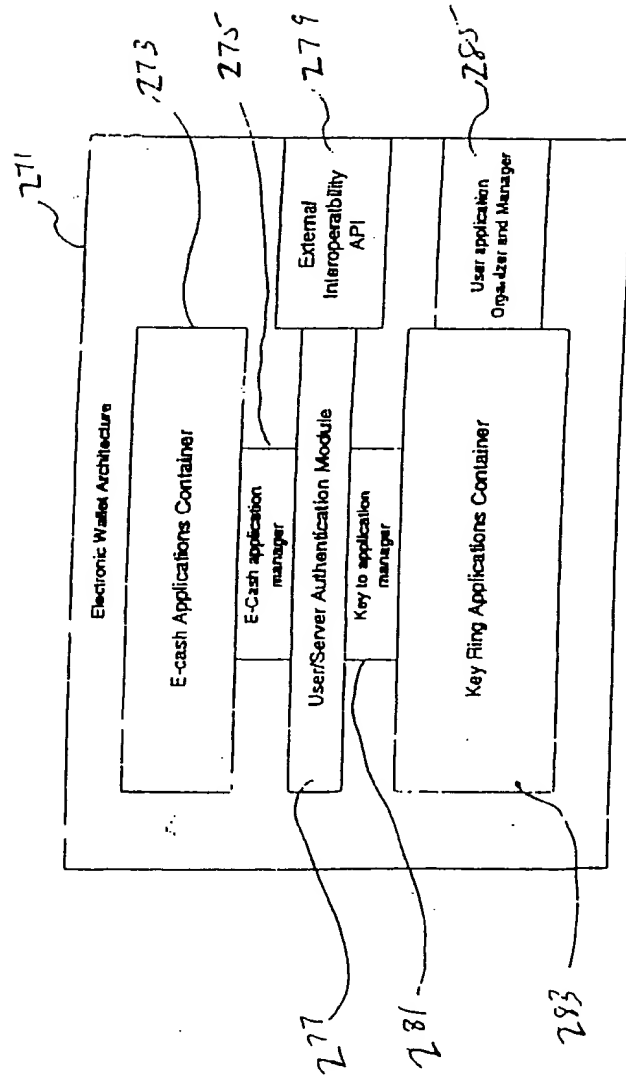 271
Electronic Wallet Architecture
273
E-cash Applications Container
275
E-Cash application
manager
277
User/Server Authentication Module
279
External
Interoperatbility
API
281
Key to application
manager
283
Key Ring Applications Container
285
User application
Organizer and Manager